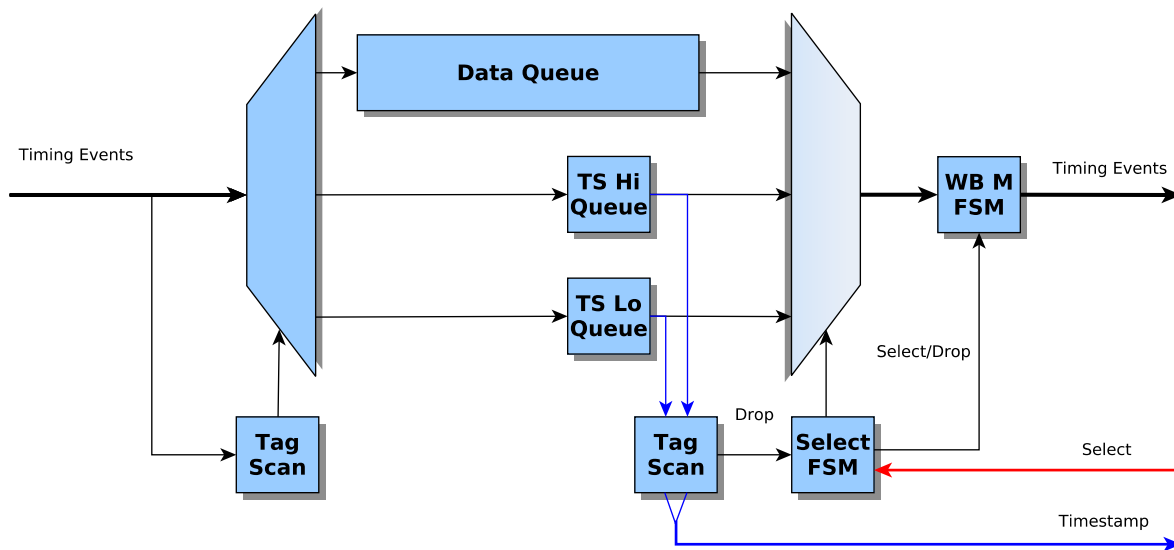 Data Queue
Timing Events
TS Hi
Queue
WB M
FSM
Timing Events
TS Lo
Queue
Select/Drop
Drop
Tag
Scan
Tag
Scan
Select
FSM
Select
Timestamp